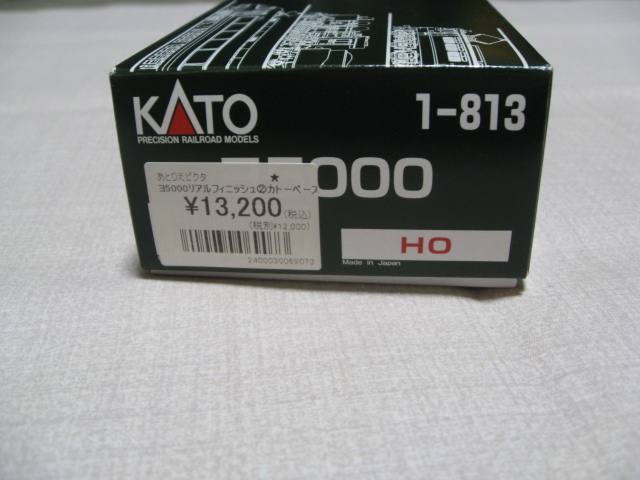 KATO
PRECISION RAILROAD MODELS
1-813
5000
あとりえビクタ ★
ヨ5000リアルフィニッシュ②カトーベース
¥13,200(税込)
(税別¥12,000)
2400030089073
HO
Made in Japan